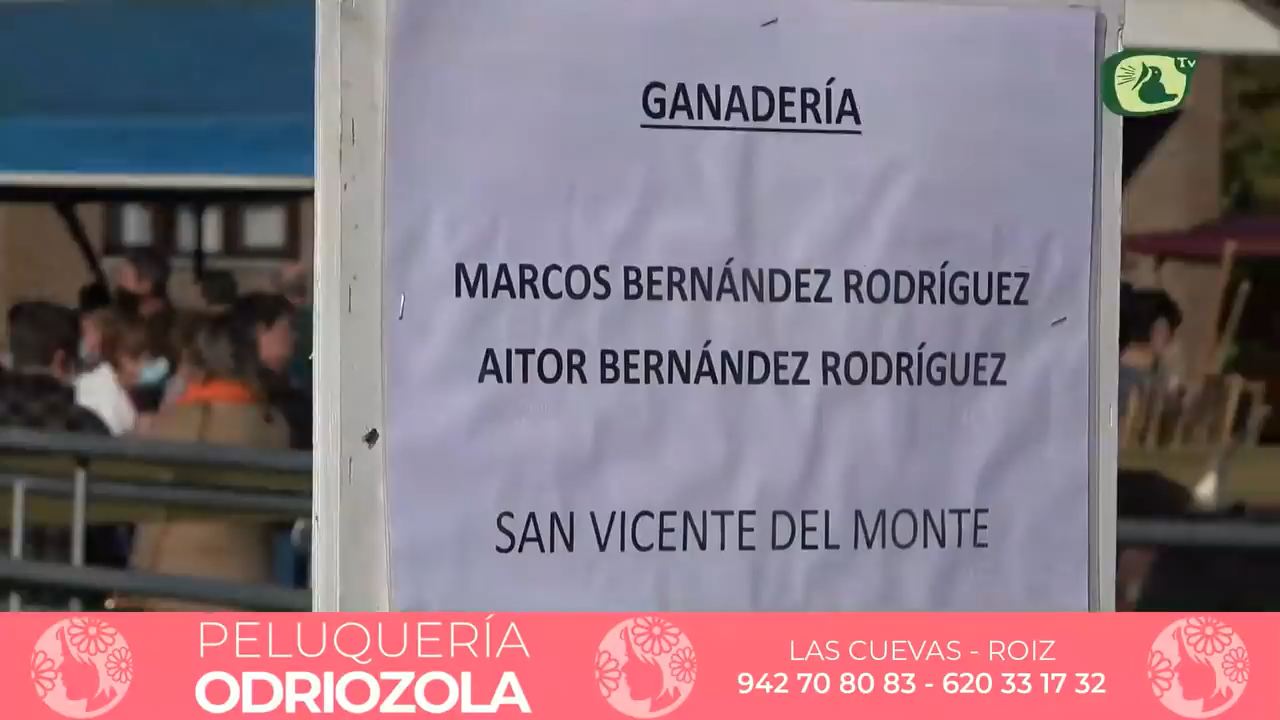 GANADERÍA
MARCOS BERNÁNDEZ RODRÍGUEZ
AITOR BERNÁNDEZ RODRÍGUEZ
SAN VICENTE DEL MONTE
Tv
PELUQUERÍA
ODRIOZOLA
LAS CUEVAS - ROIZ
942 70 80 83 - 620 33 17 32